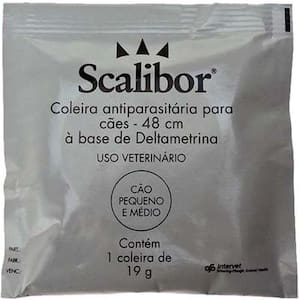 Scalibor®
Coleira antiparasitária para
cães - 48 cm
à base de Deltametrina
USO VETERINÁRIO
CÃO
PEQUENO
E MÉDIO
Contém
1 coleira de
19 g
PART.
FABR.
VENC.
Intervet